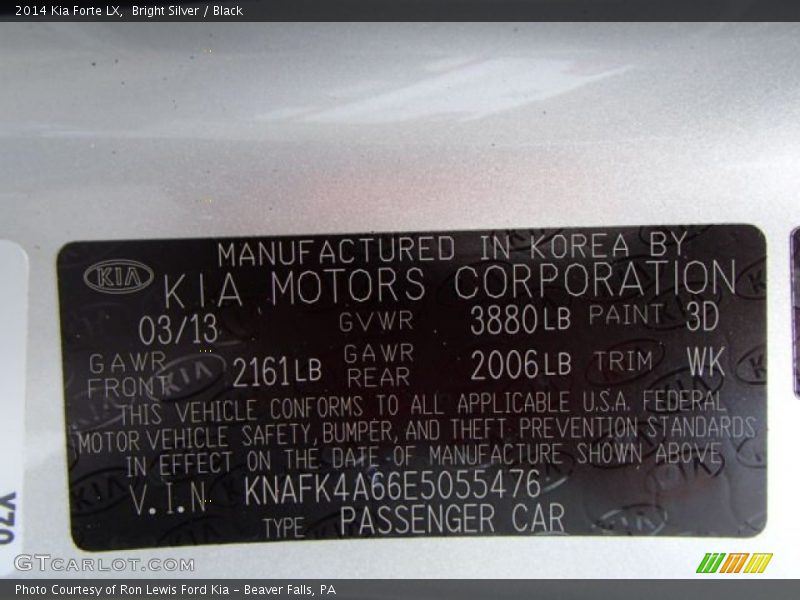 2014 Kia Forte LX, Bright Silver / Black
MANUFACTURED IN KOREA BY
KIA KIA MOTORS CORPORATION
03/13 GVWR 3880LB PAINT 3D
GAWR FRONT 2161LB GAWR REAR 2006LB TRIM WK
THIS VEHICLE CONFORMS TO ALL APPLICABLE U.S.A. FEDERAL
MOTOR VEHICLE SAFETY, BUMPER, AND THEFT PREVENTION STANDARDS
IN EFFECT ON THE DATE OF MANUFACTURE SHOWN ABOVE
V.I.N KNAFK4A66E5055476
TYPE PASSENGER CAR
GTCARLOT.COM
Photo Courtesy of Ron Lewis Ford Kia - Beaver Falls, PA